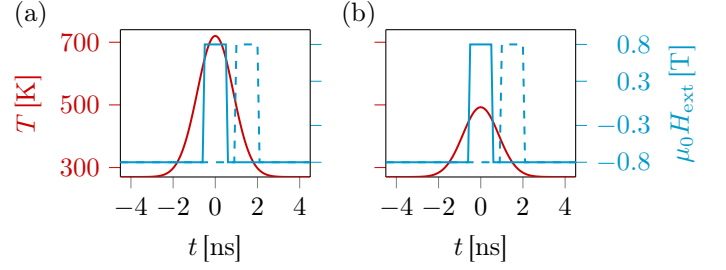 (a)
(b)
700
500
300
T [K]
0.8
0.3
−0.3
−0.8
μ₀H_ext [T]
−4 −2 0 2 4
−4 −2 0 2 4
t [ns]
t [ns]